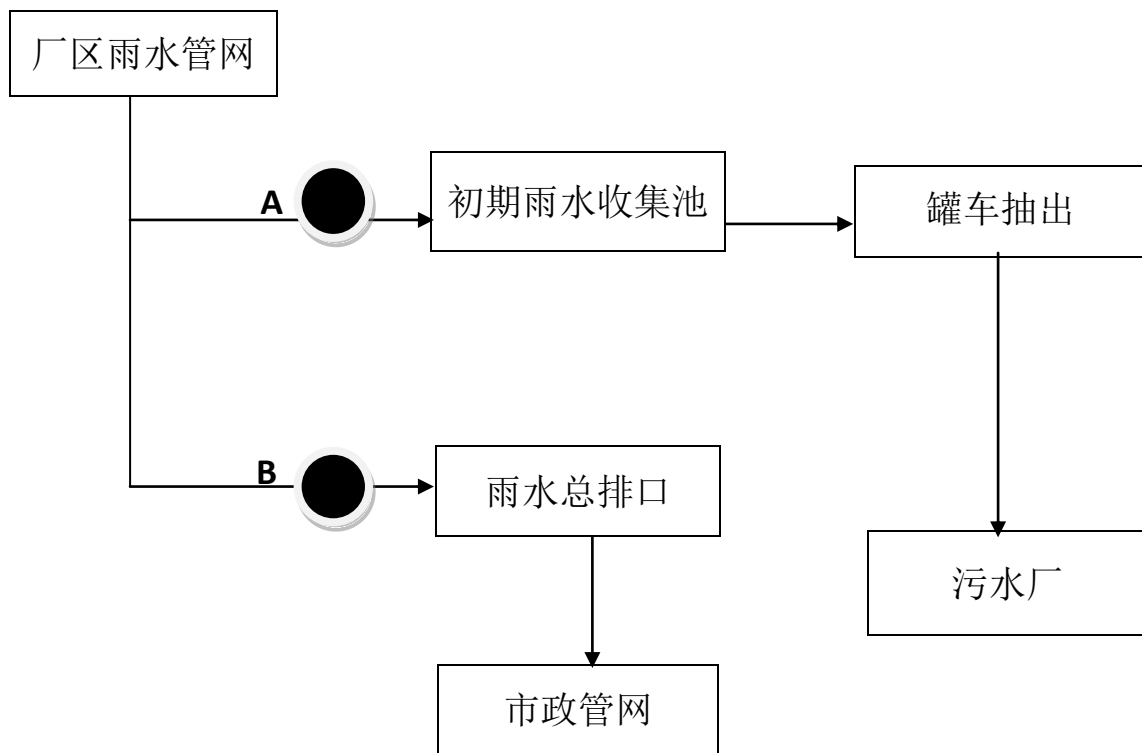 厂区雨水管网
A
初期雨水收集池
罐车抽出
B
雨水总排口
污水厂
市政管网